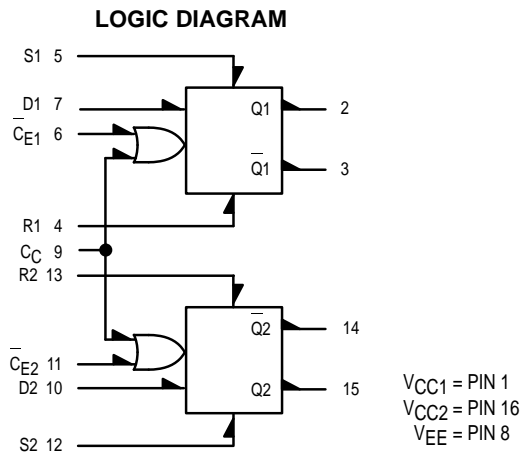 LOGIC DIAGRAM
S1 5
D1 7
C̅E1 6
R1 4
CC 9
R2 13
C̅E2 11
D2 10
S2 12
Q1 2
Q̅1 3
Q̅2 14
Q2 15
VCC1 = PIN 1
VCC2 = PIN 16
VEE = PIN 8